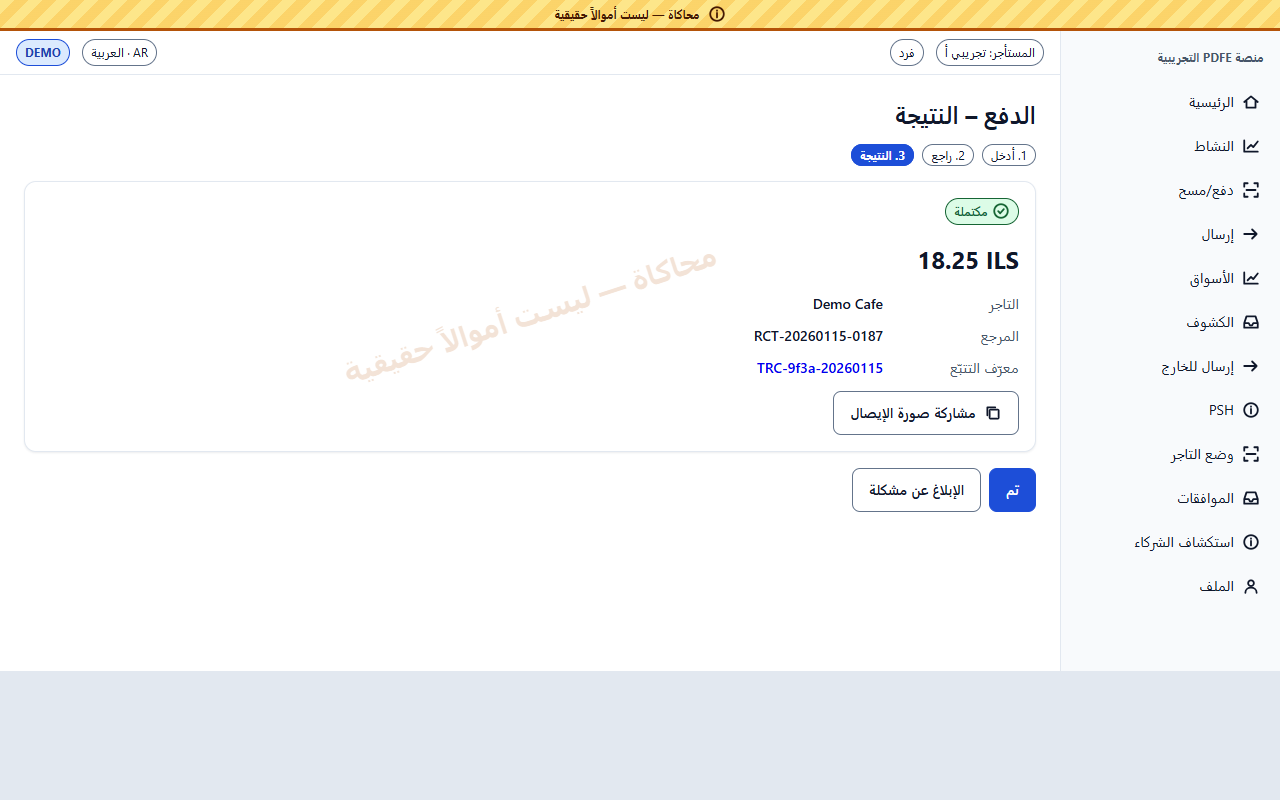 محاكاة — ليست أموالاً حقيقية
منصة PDFE التجريبية
المستأجر: تجريبي أ
فرد
AR · العربية
DEMO
الرئيسية
النشاط
دفع/مسح
إرسال
الأسواق
الكشوف
إرسال للخارج
PSH
وضع التاجر
الموافقات
استكشاف الشركاء
الملف
الدفع – النتيجة
1. أدخل
2. راجع
3. النتيجة
مكتملة
18.25 ILS
التاجر Demo Cafe
المرجع RCT-20260115-0187
معرّف التتبّع TRC-9f3a-20260115
مشاركة صورة الإيصال
محاكاة — ليست أموالاً حقيقية
تم
الإبلاغ عن مشكلة